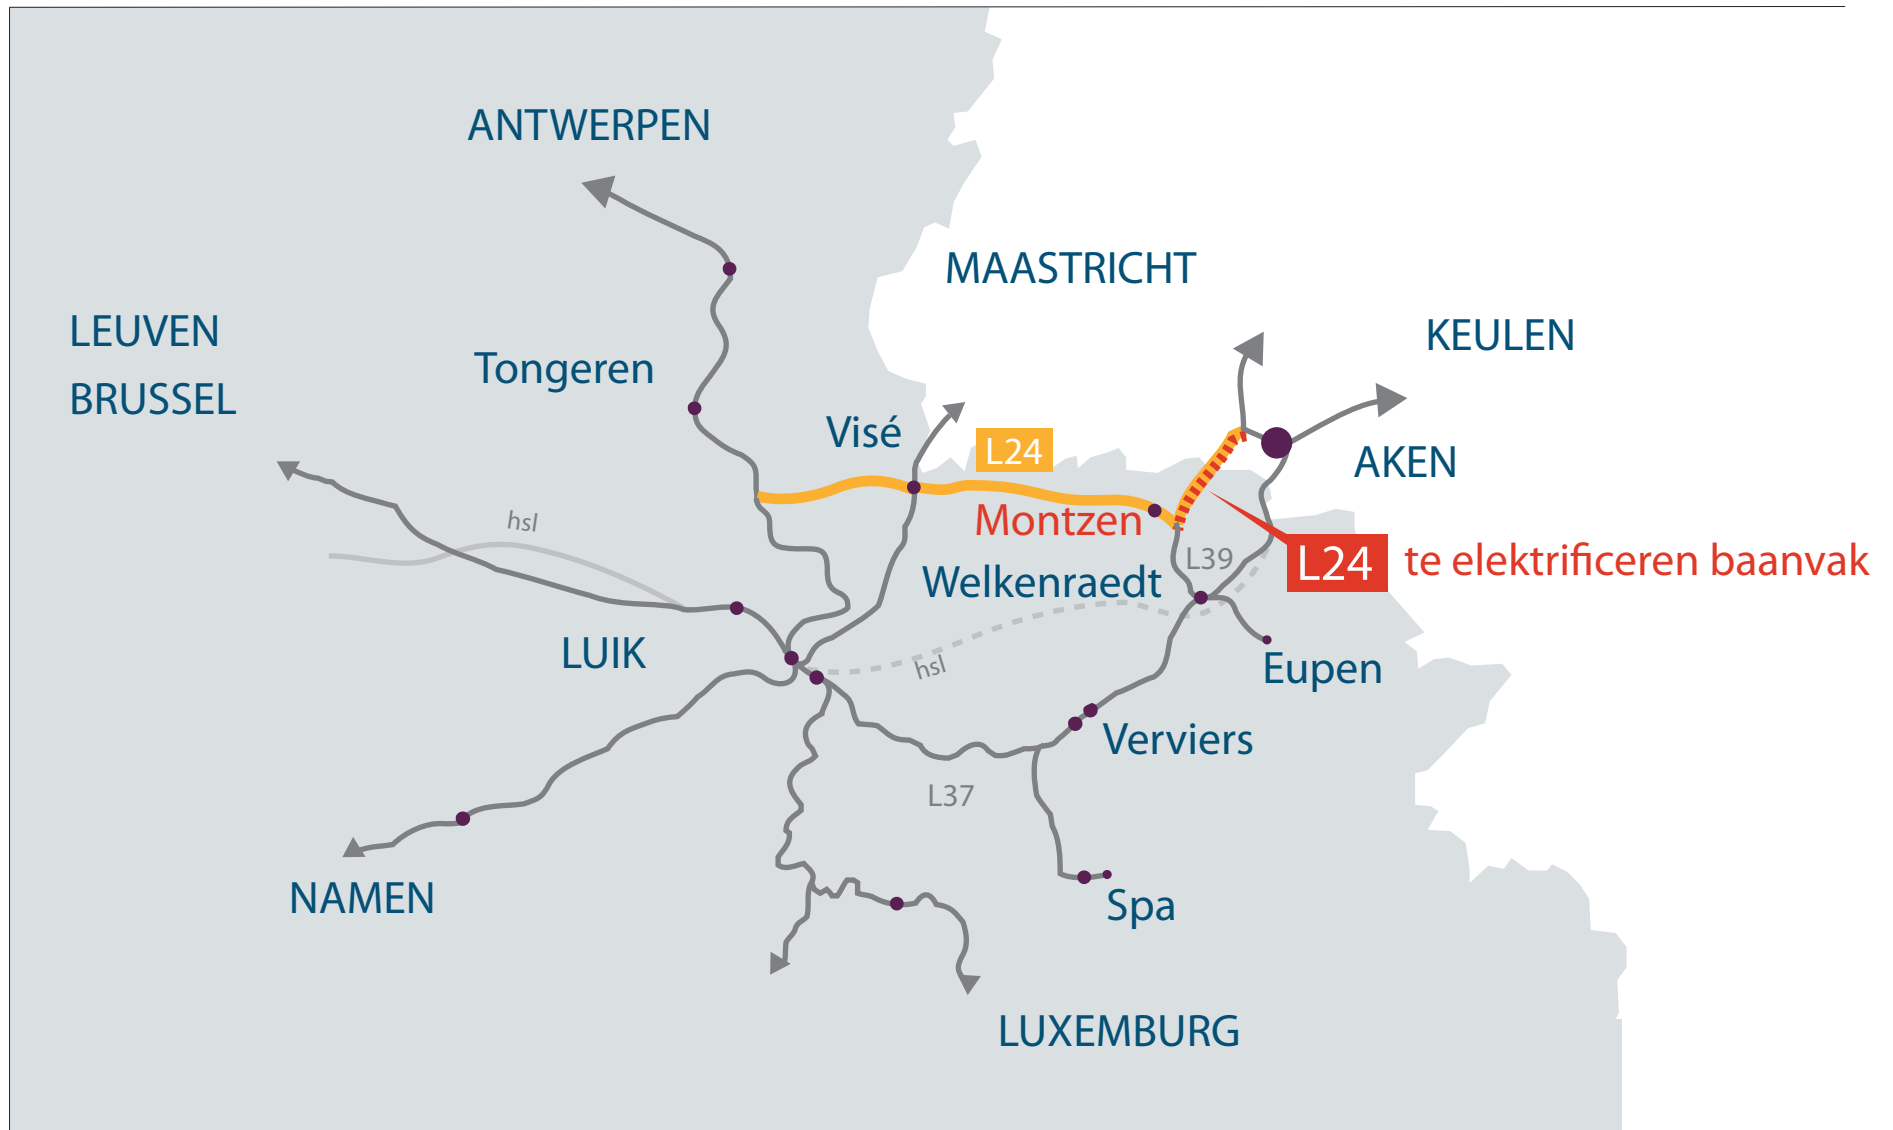 ANTWERPEN
MAASTRICHT
LEUVEN
BRUSSEL
KEULEN
Tongeren
Visé
L24
AKEN
hsl
Montzen
L39
L24 te elektrificeren baanvak
Welkenraedt
LUIK
hsl
Eupen
Verviers
L37
NAMEN
Spa
LUXEMBURG